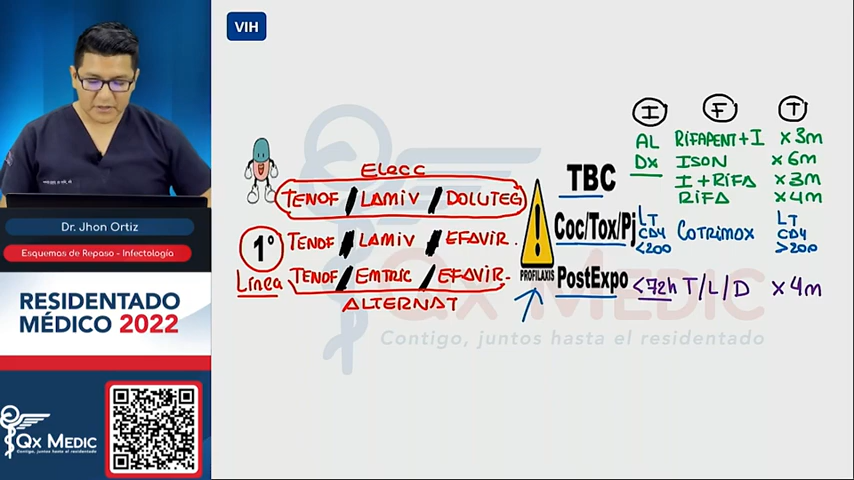 VIH
Dr. Jhon Ortiz
Esquemas de Repaso - Infectología
RESIDENTADO
MÉDICO 2022
Qx MEDIC
Contigo, juntos hasta el residentado
ELECC
TENOF / LAMIV / DOLUTEG
1° TENOF / LAMIV / EFAVIR.
Línea TENOF / EMTRIC / EFAVIR.
ALTERNAT
PROFILAXIS
I F T
TBC
AL DX
RIFAPENT + I x 3m
ISON x 6m
I + RIFA x 3m
RIFA x 4m
Coc/Tox/Pj LT CD4 <200 COTRIMOX LT CD4 >200
PostExpo <72h T/L/D x 4m
QX MEDIC
Contigo, juntos hasta el residentado